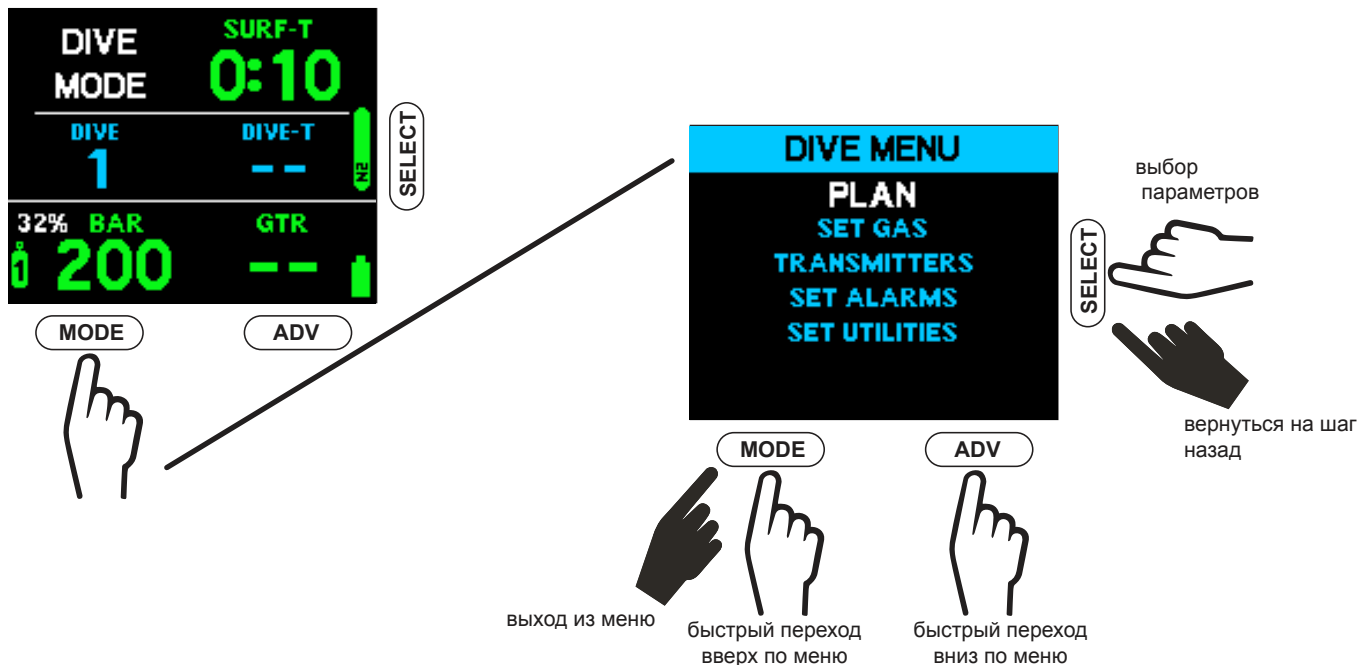 DIVE
MODE
SURF-T
0:10
DIVE
1
DIVE-T
--
N2
SELECT
32% BAR
1 200
GTR
--
MODE
ADV
DIVE MENU
PLAN
SET GAS
TRANSMITTERS
SET ALARMS
SET UTILITIES
SELECT
выбор
параметров
вернуться на шаг
назад
MODE
ADV
выход из меню
быстрый переход
вверх по меню
быстрый переход
вниз по меню